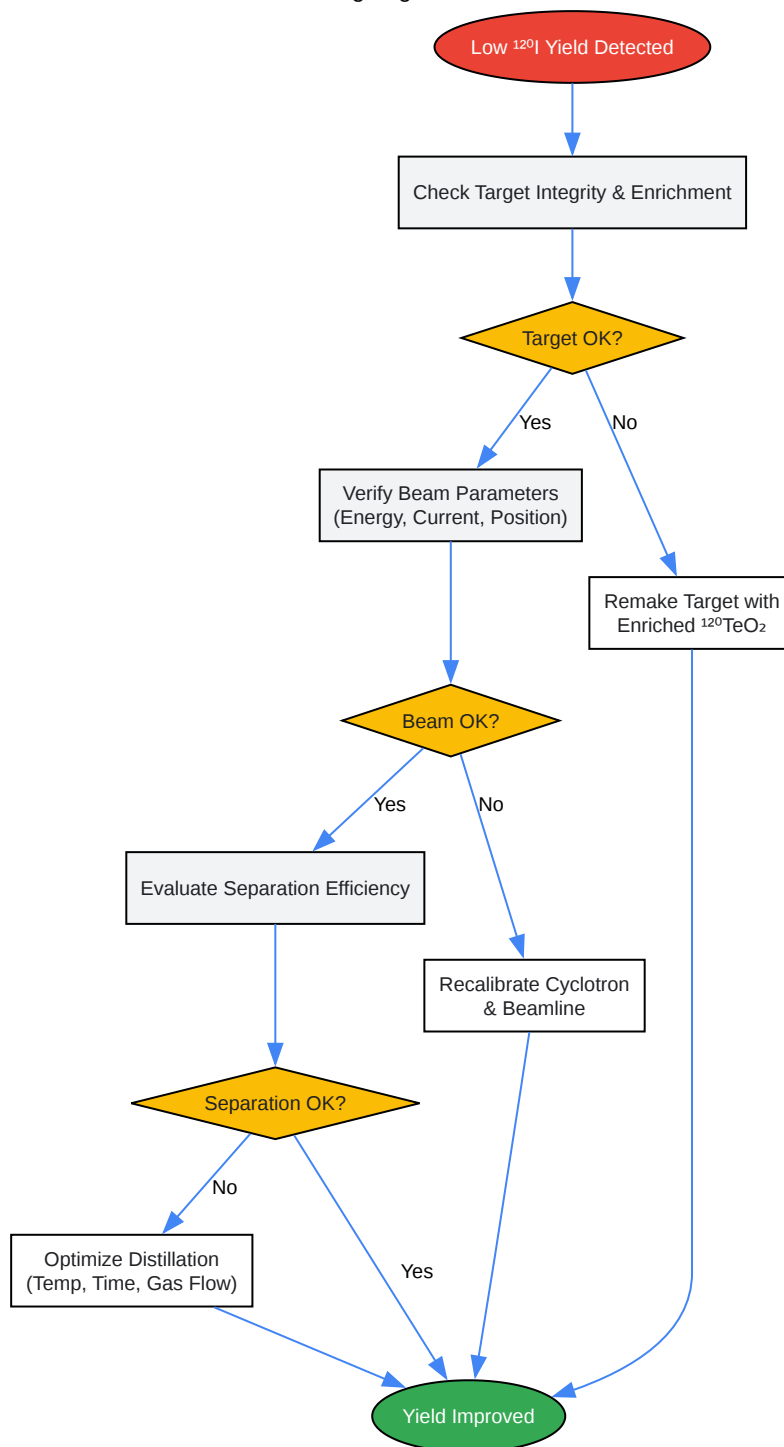 Low ¹²⁰I Yield Detected
Check Target Integrity & Enrichment
Target OK?
Yes
No
Verify Beam Parameters
(Energy, Current, Position)
Remake Target with
Enriched ¹²⁰TeO₂
Beam OK?
Yes
No
Evaluate Separation Efficiency
Recalibrate Cyclotron
& Beamline
Separation OK?
No
Yes
Optimize Distillation
(Temp, Time, Gas Flow)
Yield Improved